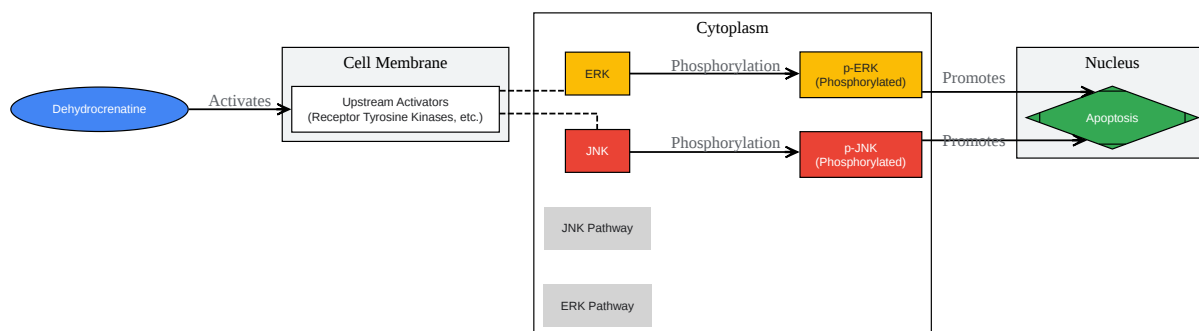 Cytoplasm
Cell Membrane
Nucleus
Dehydrocrenatine
Activates
Upstream Activators
(Receptor Tyrosine Kinases, etc.)
ERK
Phosphorylation
p-ERK
(Phosphorylated)
Promotes
Apoptosis
JNK
Phosphorylation
p-JNK
(Phosphorylated)
Promotes
JNK Pathway
ERK Pathway